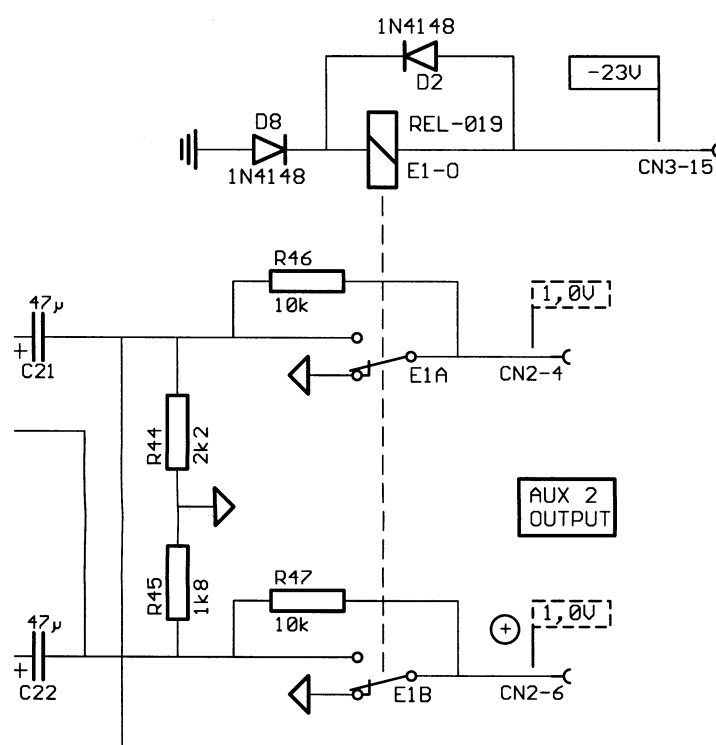 1N4148
D2
-23V
D8
1N4148
REL-019
E1-O
CN3-15
R46
10k
1,0V
47µ
+
C21
E1A
CN2-4
R44
2k2
AUX 2
OUTPUT
R45
1k8
R47
10k
+
1,0V
47µ
+
C22
E1B
CN2-6